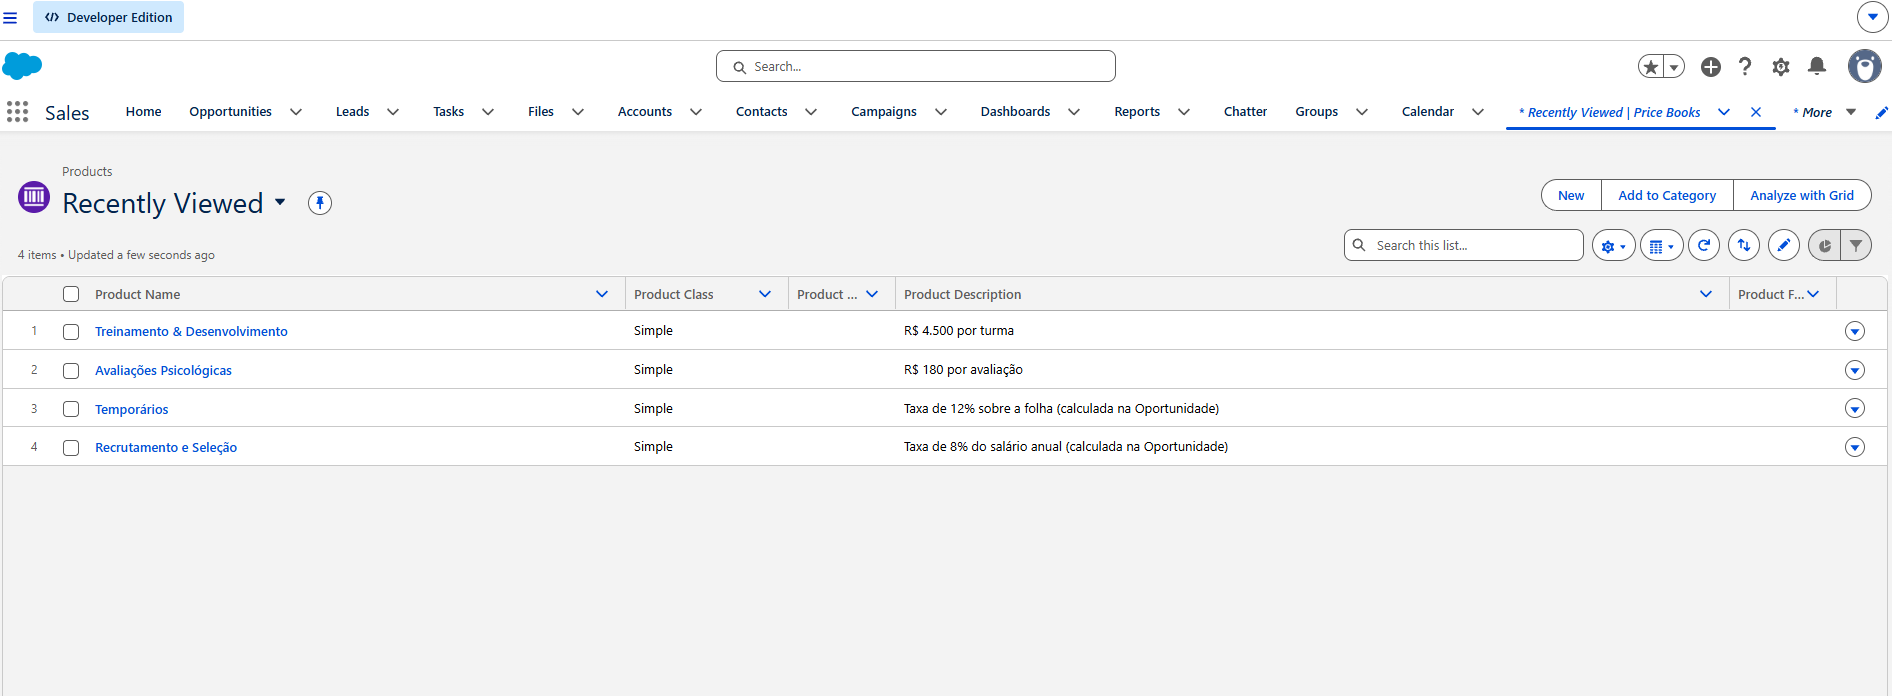 Developer Edition
Search...
Sales
Home
Opportunities
Leads
Tasks
Files
Accounts
Contacts
Campaigns
Dashboards
Reports
Chatter
Groups
Calendar
* Recently Viewed | Price Books
* More
Products
Recently Viewed
New
Add to Category
Analyze with Grid
4 items • Updated a few seconds ago
Search this list...
Product Name
Product Class
Product ...
Product Description
Product F...
1 Treinamento & Desenvolvimento Simple R$ 4.500 por turma
2 Avaliações Psicológicas Simple R$ 180 por avaliação
3 Temporários Simple Taxa de 12% sobre a folha (calculada na Oportunidade)
4 Recrutamento e Seleção Simple Taxa de 8% do salário anual (calculada na Oportunidade)